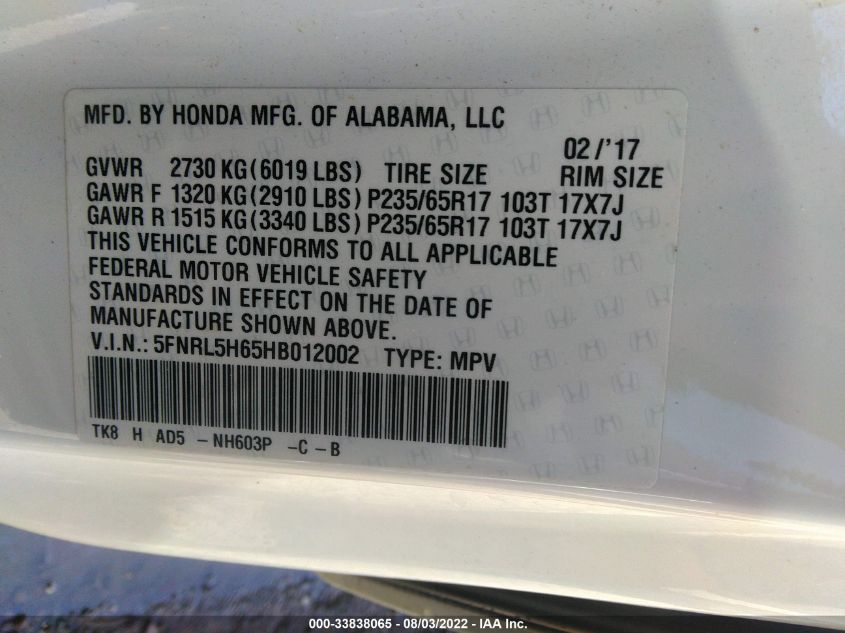 MFD. BY HONDA MFG. OF ALABAMA, LLC
02/'17
GVWR 2730 KG(6019 LBS) TIRE SIZE RIM SIZE
GAWR F 1320 KG(2910 LBS) P235/65R17 103T 17X7J
GAWR R 1515 KG(3340 LBS) P235/65R17 103T 17X7J
THIS VEHICLE CONFORMS TO ALL APPLICABLE
FEDERAL MOTOR VEHICLE SAFETY
STANDARDS IN EFFECT ON THE DATE OF
MANUFACTURE SHOWN ABOVE.
V.I.N.: 5FNRL5H65HB012002 TYPE: MPV
TK8 H AD5 -NH603P -C-B
000-33838065 - 08/03/2022 - IAA Inc.